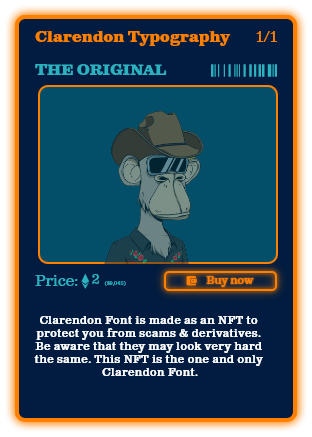 Clarendon Typography 1/1
THE ORIGINAL
Price: 2 ($9,045) Buy now
Clarendon Font is made as an NFT to
protect you from scams & derivatives.
Be aware that they may look very hard
the same. This NFT is the one and only
Clarendon Font.